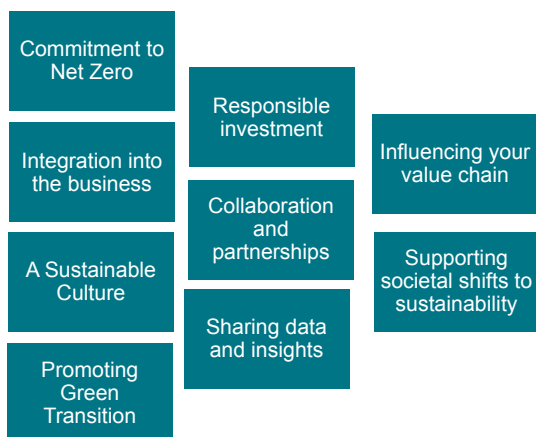 Commitment to
Net Zero
Integration into
the business
A Sustainable
Culture
Promoting
Green
Transition
Responsible
investment
Collaboration
and
partnerships
Sharing data
and insights
Influencing your
value chain
Supporting
societal shifts to
sustainability